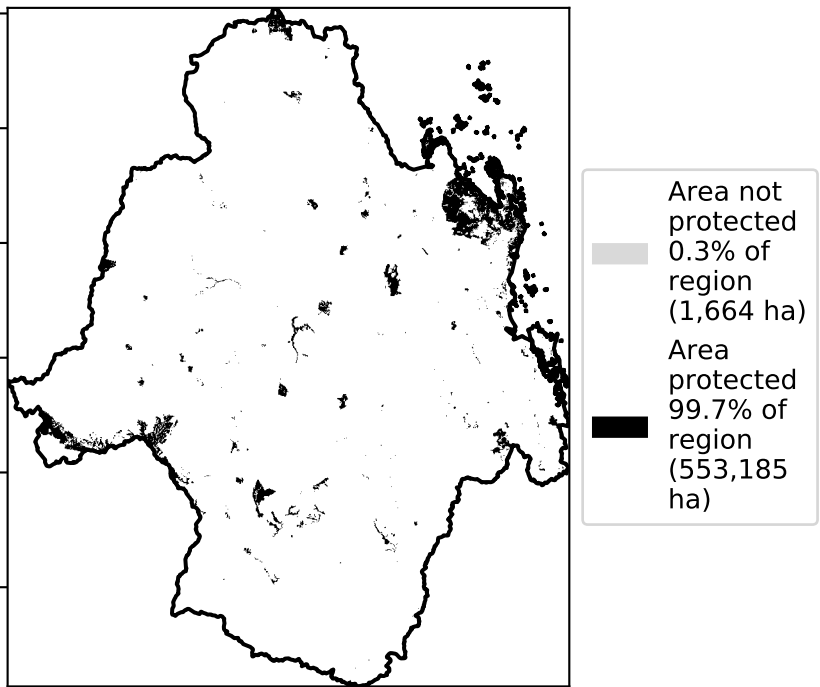 Area not
protected
0.3% of
region
(1,664 ha)
Area
protected
99.7% of
region
(553,185
ha)